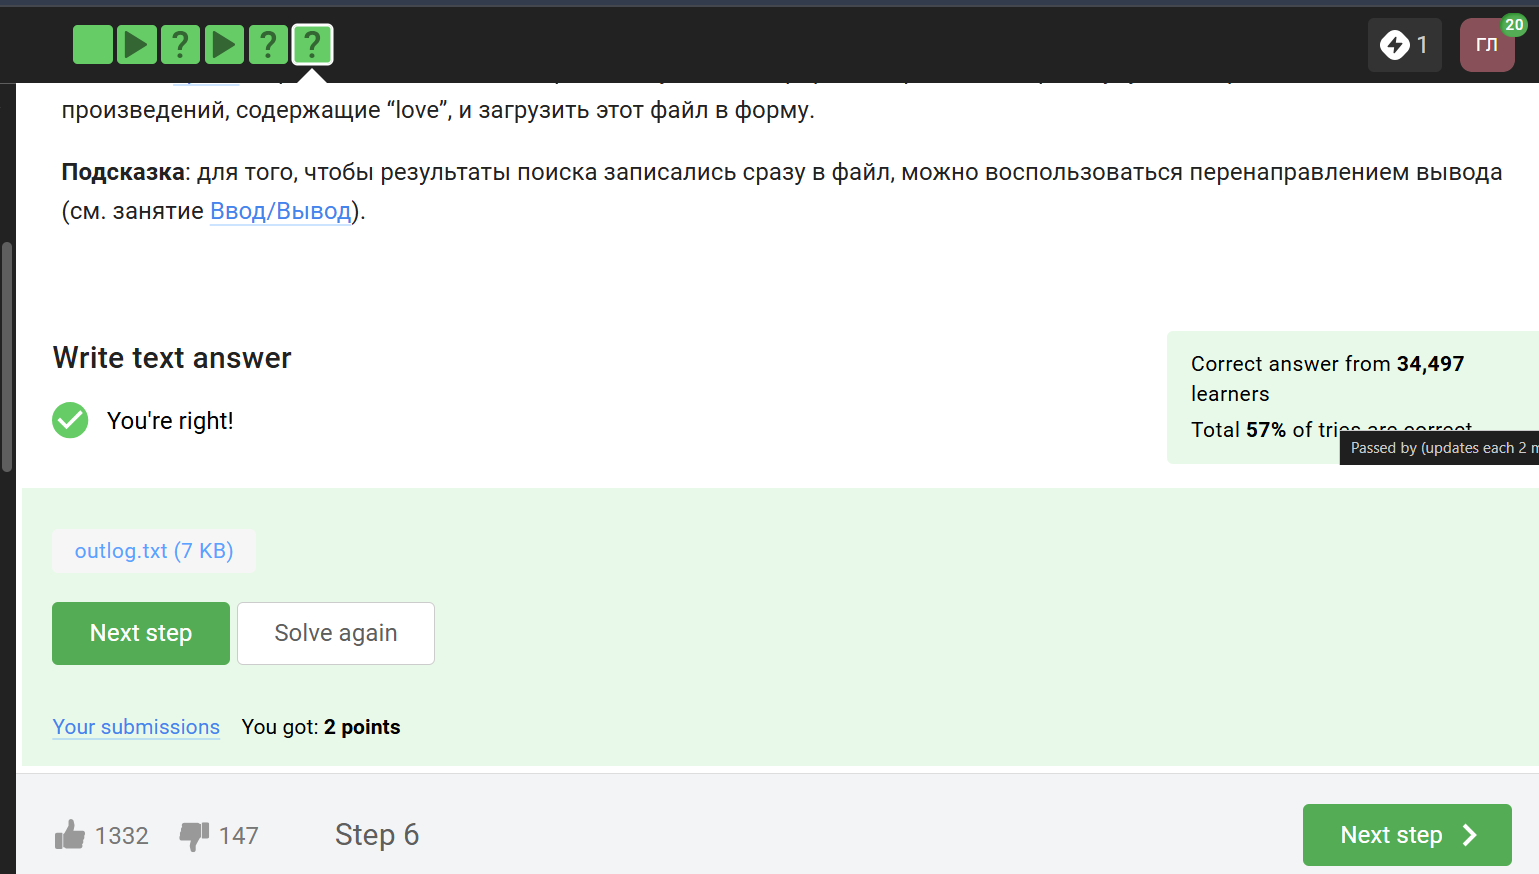 ? ? ?
1
ГЛ
20
произведений, содержащие “love”, и загрузить этот файл в форму.
Подсказка: для того, чтобы результаты поиска записались сразу в файл, можно воспользоваться перенаправлением вывода
(см. занятие Ввод/Вывод).
Write text answer
You're right!
Correct answer from 34,497
learners
Total 57% of tries are correct
Passed by (updates each 2 m
outlog.txt (7 KB)
Next step
Solve again
Your submissions You got: 2 points
1332 147 Step 6
Next step